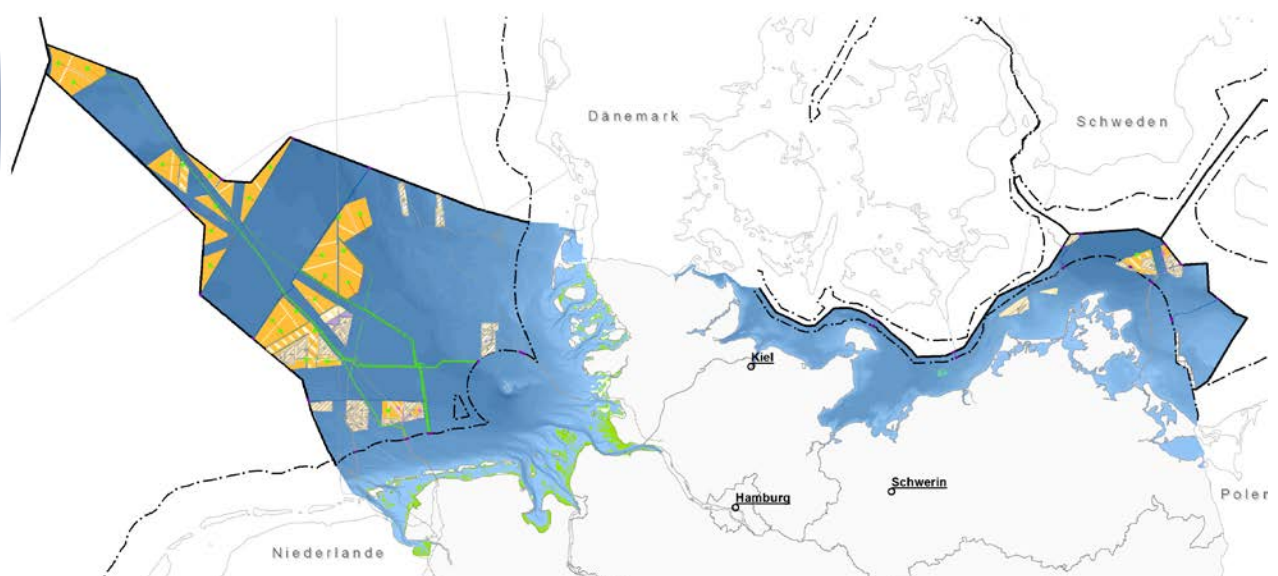 Dänemark
Schweden
Kiel
Schwerin
Hamburg
Polen
Niederlande